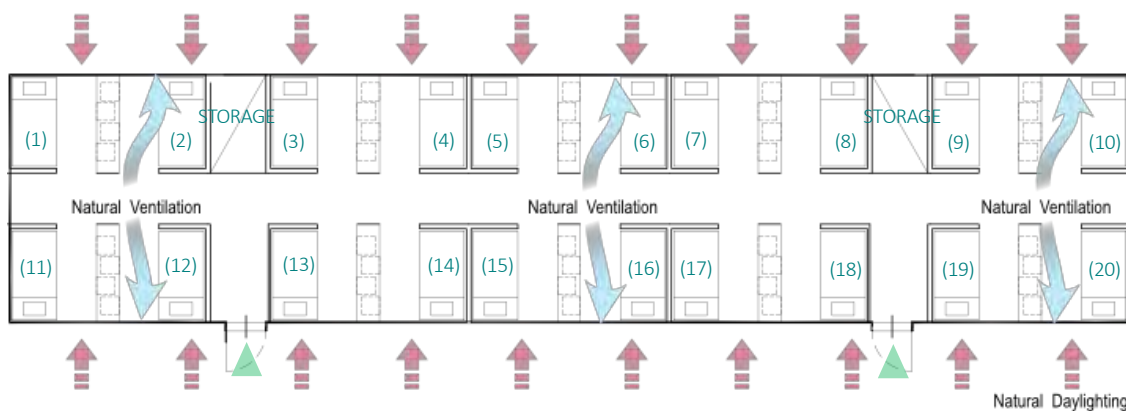 STORAGE STORAGE
(1) (2) (3) (4) (5) (6) (7) (8) (9) (10)
Natural Ventilation Natural Ventilation Natural Ventilation
(11) (12) (13) (14) (15) (16) (17) (18) (19) (20)
Natural Daylighting